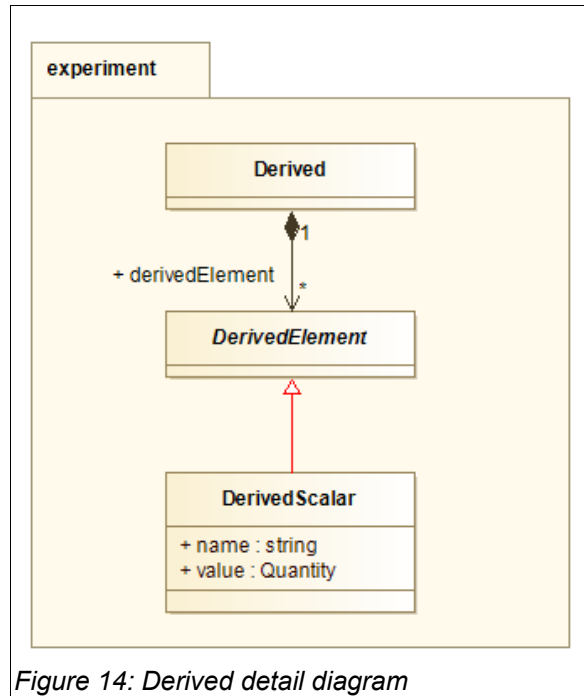 experiment
Derived
1
+ derivedElement
*
DerivedElement
DerivedScalar
+ name : string
+ value : Quantity
Figure 14: Derived detail diagram